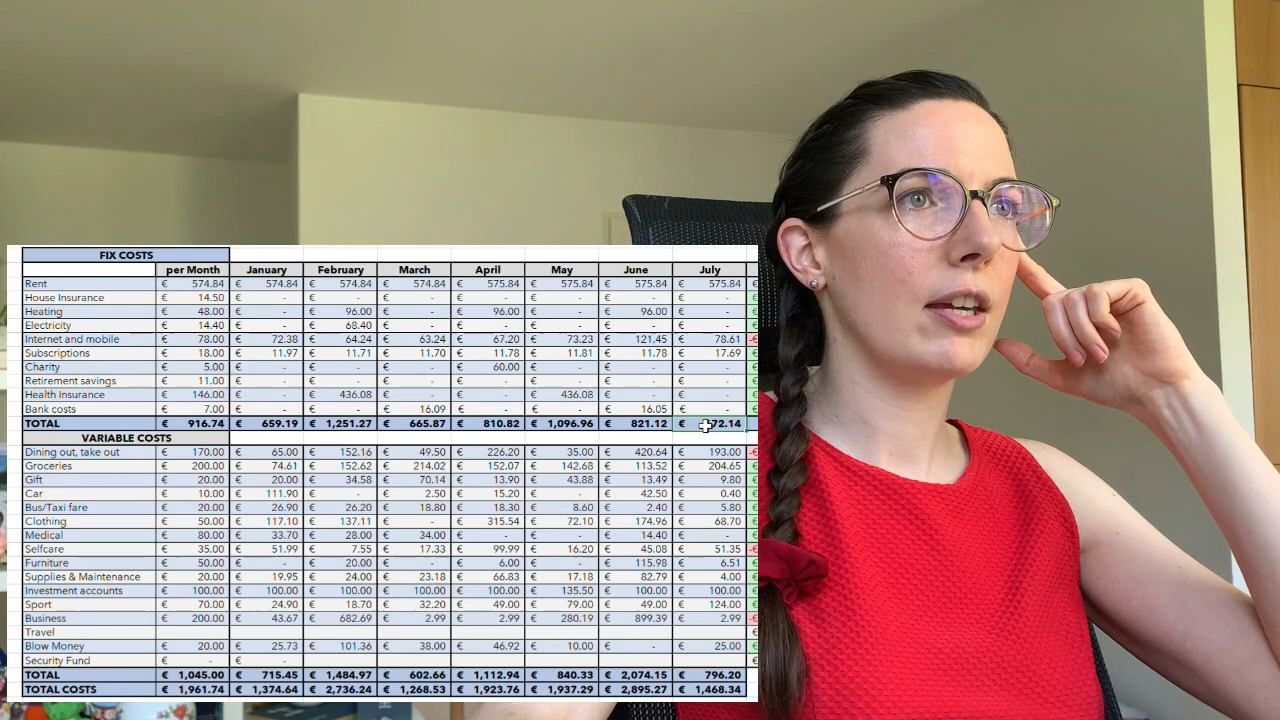 FIX COSTS
per Month January February March April May June July
Rent € 574.84 € 574.84 € 574.84 € 574.84 € 575.84 € 575.84 € 575.84 € 575.84 €
House Insurance € 14.50 € - € - € - € - € - € - € - €
Heating € 48.00 € - € 96.00 € - € 96.00 € - € 96.00 € - €
Electricity € 14.40 € - € 68.40 € - € - € - € - € - €
Internet and mobile € 78.00 € 72.38 € 64.24 € 63.24 € 67.20 € 73.23 € 121.45 € 78.61 -€
Subscriptions € 18.00 € 11.97 € 11.71 € 11.70 € 11.78 € 11.81 € 11.78 € 17.69 €
Charity € 5.00 € - € - € - € 60.00 € - € - € - €
Retirement savings € 11.00 € - € - € - € - € - € - € - €
Health Insurance € 146.00 € - € 436.08 € - € - € 436.08 € - € - €
Bank costs € 7.00 € - € - € 16.09 € - € - € 16.05 € - €
TOTAL € 916.74 € 659.19 € 1,251.27 € 665.87 € 810.82 € 1,096.96 € 821.12 € 72.14
VARIABLE COSTS
Dining out, take out € 170.00 € 65.00 € 152.16 € 49.50 € 226.20 € 35.00 € 420.64 € 193.00 -€
Groceries € 200.00 € 74.61 € 152.62 € 214.02 € 152.07 € 142.68 € 113.52 € 204.65 €
Gift € 20.00 € 20.00 € 34.58 € 70.14 € 13.90 € 43.88 € 13.49 € 9.80 €
Car € 10.00 € 111.90 € - € 2.50 € 15.20 € - € 42.50 € 0.40 €
Bus/Taxi fare € 20.00 € 26.90 € 26.20 € 18.80 € 18.30 € 8.60 € 2.40 € 5.80 €
Clothing € 50.00 € 117.10 € 137.11 € - € 315.54 € 72.10 € 174.96 € 68.70 €
Medical € 80.00 € 33.70 € 28.00 € 34.00 € - € - € 14.40 € - €
Selfcare € 35.00 € 51.99 € 7.55 € 17.33 € 99.99 € 16.20 € 45.08 € 51.35 -€
Furniture € 50.00 € - € 20.00 € - € 6.00 € - € 115.98 € 6.51 €
Supplies & Maintenance € 20.00 € 19.95 € 24.00 € 23.18 € 66.83 € 17.18 € 82.79 € 4.00 €
Investment accounts € 100.00 € 100.00 € 100.00 € 100.00 € 100.00 € 135.50 € 100.00 € 100.00 €
Sport € 70.00 € 24.90 € 18.70 € 32.20 € 49.00 € 79.00 € 49.00 € 124.00 €
Business € 200.00 € 43.67 € 682.69 € 2.99 € 2.99 € 280.19 € 899.39 € 2.99 -€
Travel €
Blow Money € 20.00 € 25.73 € 101.36 € 38.00 € 46.92 € 10.00 € - € 25.00 €
Security Fund € - € - €
TOTAL € 1,045.00 € 715.45 € 1,484.97 € 602.66 € 1,112.94 € 840.33 € 2,074.15 € 796.20
TOTAL COSTS € 1,961.74 € 1,374.64 € 2,736.24 € 1,268.53 € 1,923.76 € 1,937.29 € 2,895.27 € 1,468.34